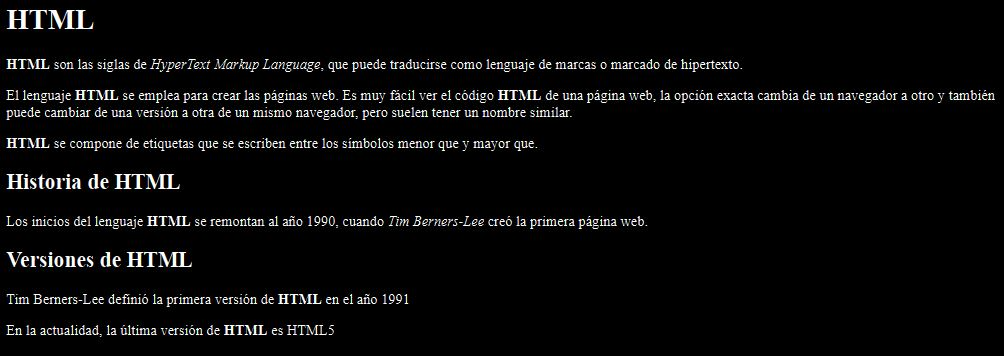 HTML
HTML son las siglas de HyperText Markup Language, que puede traducirse como lenguaje de marcas o marcado de hipertexto.
El lenguaje HTML se emplea para crear las páginas web. Es muy fácil ver el código HTML de una página web, la opción exacta cambia de un navegador a otro y también
puede cambiar de una versión a otra de un mismo navegador, pero suelen tener un nombre similar.
HTML se compone de etiquetas que se escriben entre los símbolos menor que y mayor que.
Historia de HTML
Los inicios del lenguaje HTML se remontan al año 1990, cuando Tim Berners-Lee creó la primera página web.
Versiones de HTML
Tim Berners-Lee definió la primera versión de HTML en el año 1991
En la actualidad, la última versión de HTML es HTML5